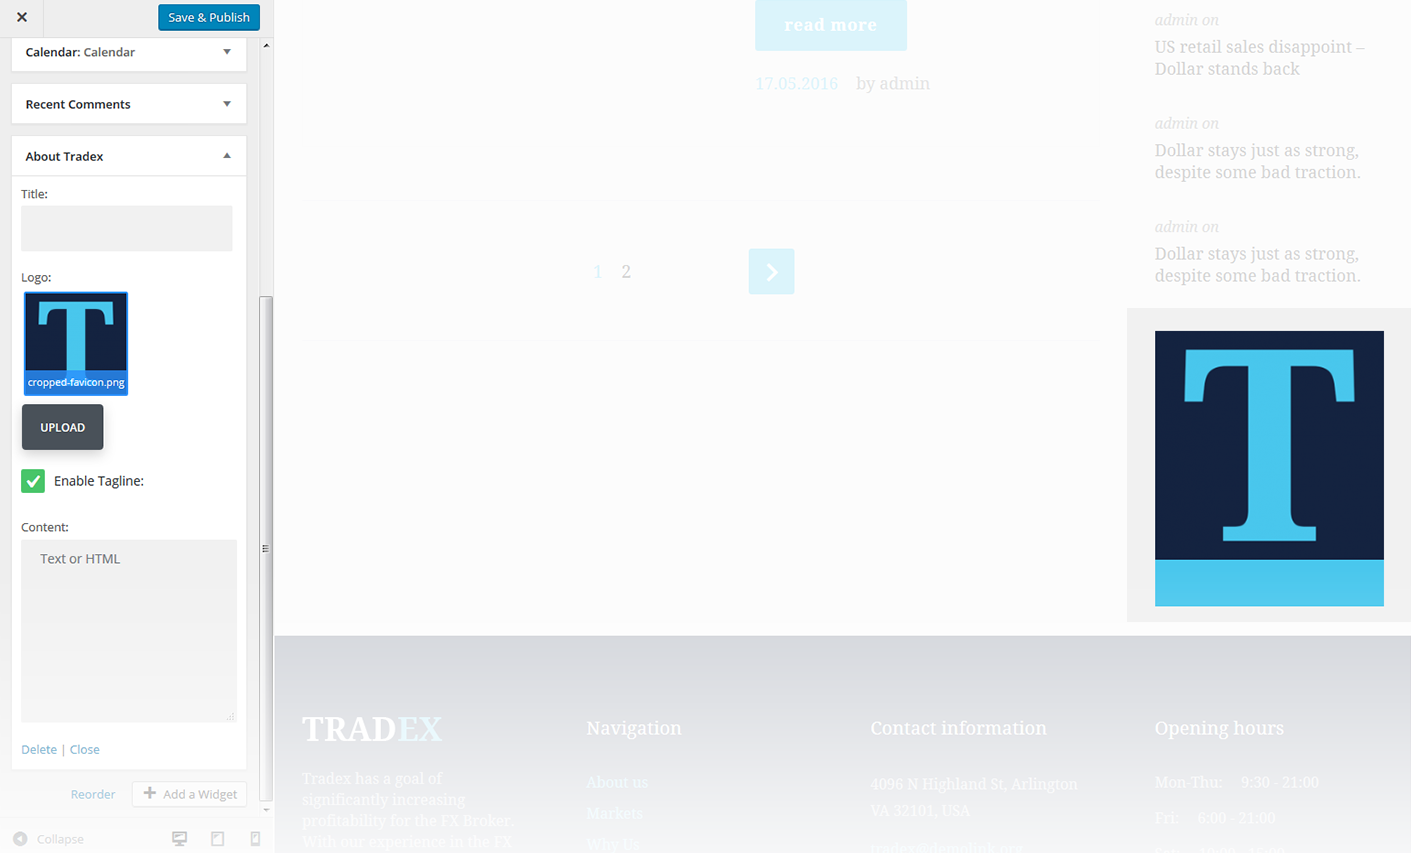 Save & Publish
Calendar: Calendar
Recent Comments
About Tradex
Title:
Logo:
T
cropped-favicon.png
UPLOAD
Enable Tagline:
Content:
Text or HTML
Delete | Close
Reorder
Add a Widget
Collapse
read more
17.05.2016 by admin
1 2
admin on
US retail sales disappoint –
Dollar stands back
admin on
Dollar stays just as strong,
despite some bad traction.
admin on
Dollar stays just as strong,
despite some bad traction.
T
TRADEX
Tradex has a goal of
significantly increasing
profitability for the FX Broker.
With our experience in the FX
Navigation
About us
Markets
Why Us
Contact information
4096 N Highland St, Arlington
VA 32101, USA
tradex@demolink.org
Opening hours
Mon-Thu: 9:30 - 21:00
Fri: 6:00 - 21:00